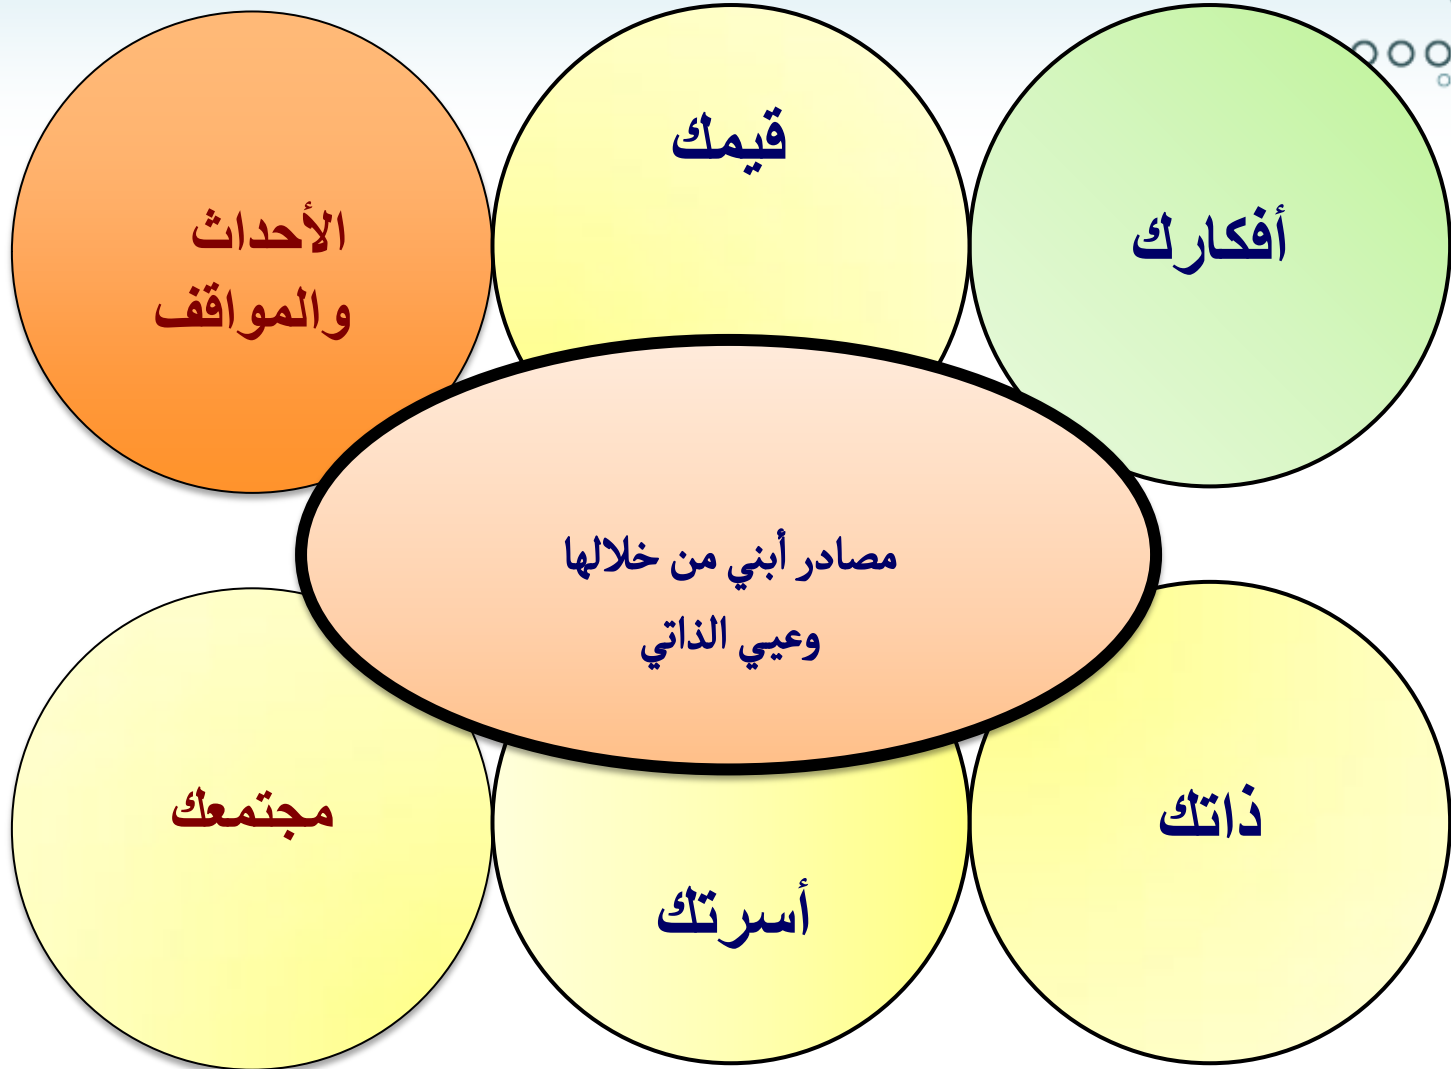 أفكارك
قيمك
الأحداث
والمواقف
مصادر أبني من خلالها
وعيي الذاتي
ذاتك
أسرتك
مجتمعك